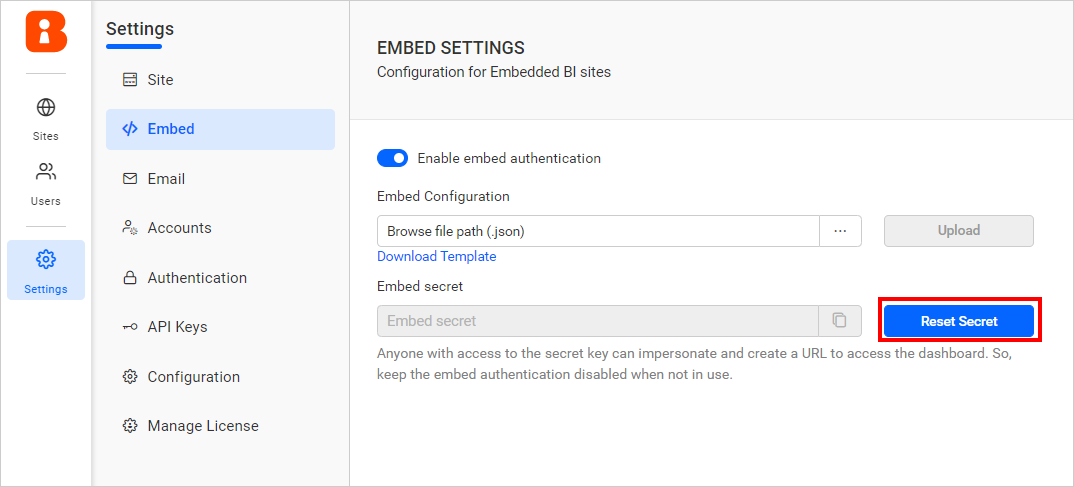 Sites
Users
Settings
Settings
Site
Embed
Email
Accounts
Authentication
API Keys
Configuration
Manage License
EMBED SETTINGS
Configuration for Embedded BI sites
Enable embed authentication
Embed Configuration
Browse file path (.json)
...
Upload
Download Template
Embed secret
Embed secret
Reset Secret
Anyone with access to the secret key can impersonate and create a URL to access the dashboard. So,
keep the embed authentication disabled when not in use.